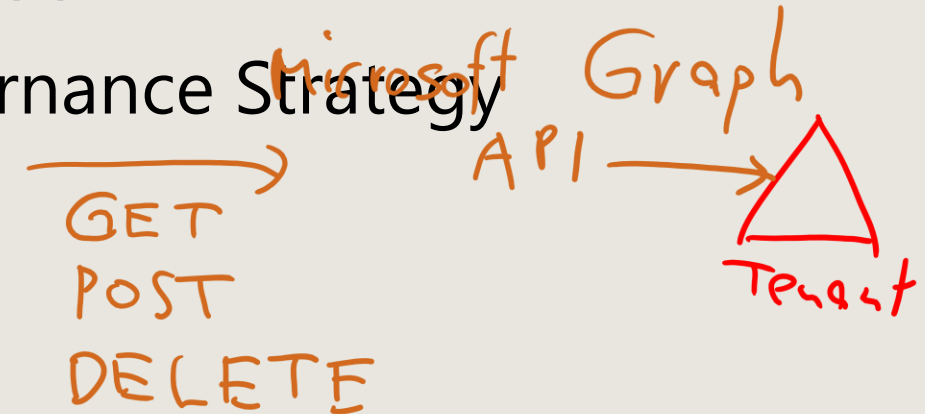 Microsoft Graph
rnance Strategy
API
GET
POST
DELETE
Tenant